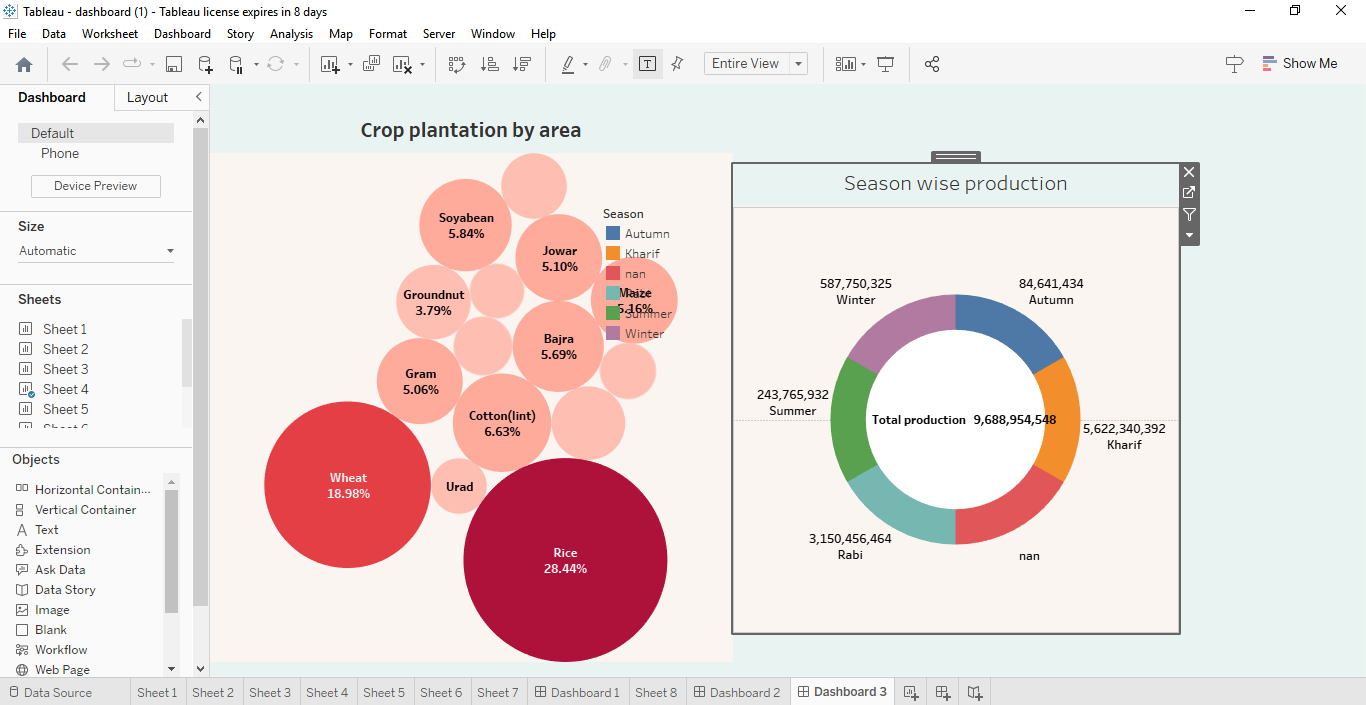 Tableau - dashboard (1) - Tableau license expires in 8 days
File Data Worksheet Dashboard Story Analysis Map Format Server Window Help
Entire View
Show Me
Dashboard Layout
Default
Phone
Device Preview
Size
Automatic
Sheets
Sheet 1
Sheet 2
Sheet 3
Sheet 4
Sheet 5
Objects
Horizontal Contain...
Vertical Container
Text
Extension
Ask Data
Data Story
Image
Blank
Workflow
Web Page
Crop plantation by area
Soyabean
5.84%
Jowar
5.10%
Groundnut
3.79%
Maize
5.16%
Bajra
5.69%
Gram
5.06%
Cotton(lint)
6.63%
Wheat
18.98%
Urad
Rice
28.44%
Season
Autumn
Kharif
nan
Summer
Winter
Season wise production
587,750,325
Winter
84,641,434
Autumn
243,765,932
Summer
Total production 9,688,954,548
5,622,340,392
Kharif
3,150,456,464
Rabi
nan
Data Source Sheet 1 Sheet 2 Sheet 3 Sheet 4 Sheet 5 Sheet 6 Sheet 7 Dashboard 1 Sheet 8 Dashboard 2 Dashboard 3